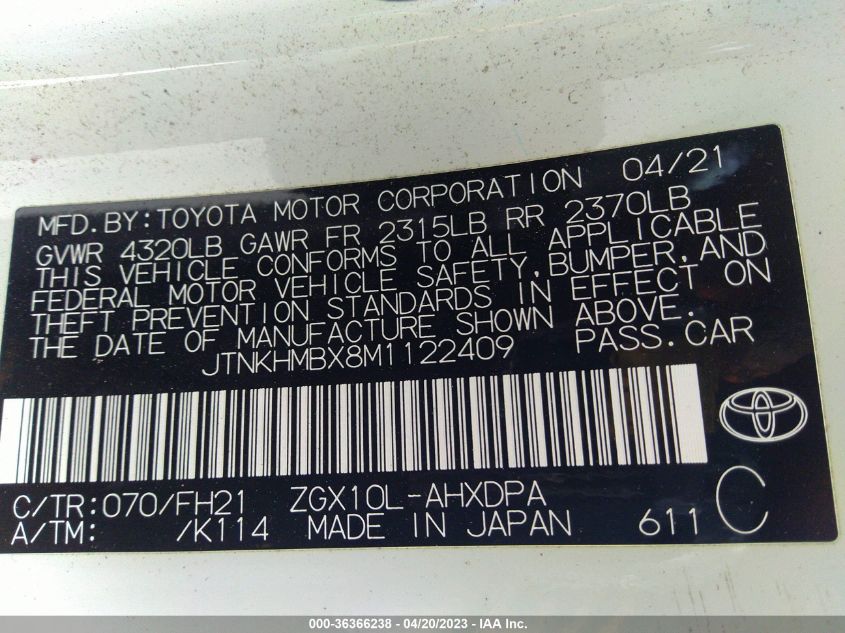 MFD.BY:TOYOTA MOTOR CORPORATION 04/21
GVWR 4320LB GAWR FR 2315LB RR 2370LB
THIS VEHICLE CONFORMS TO ALL APPLICABLE
FEDERAL MOTOR VEHICLE SAFETY,BUMPER,AND
THEFT PREVENTION STANDARDS IN EFFECT ON
THE DATE OF MANUFACTURE SHOWN ABOVE.
JTNKHMBX8M1122409 PASS.CAR
C/TR:070/FH21 ZGX10L-AHXDPA
A/TM: /K114 MADE IN JAPAN 611 C
000-36366238 - 04/20/2023 - IAA Inc.